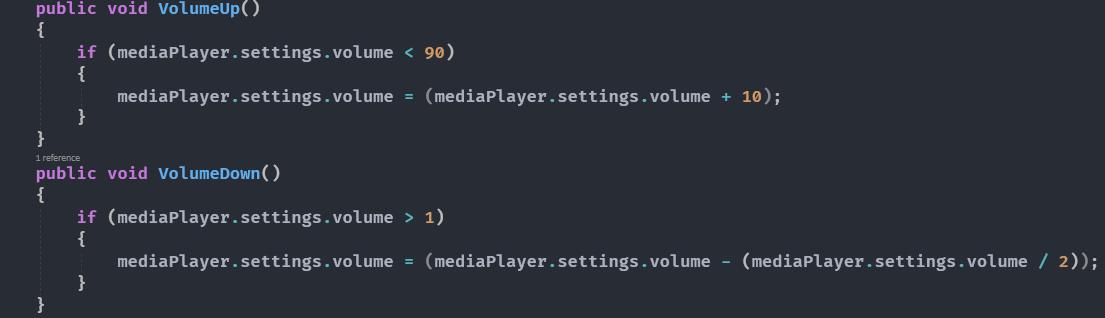 public void VolumeUp()
{
    if (mediaPlayer.settings.volume < 90)
    {
        mediaPlayer.settings.volume = (mediaPlayer.settings.volume + 10);
    }
}
1 reference
public void VolumeDown()
{
    if (mediaPlayer.settings.volume > 1)
    {
        mediaPlayer.settings.volume = (mediaPlayer.settings.volume - (mediaPlayer.settings.volume / 2));
    }
}